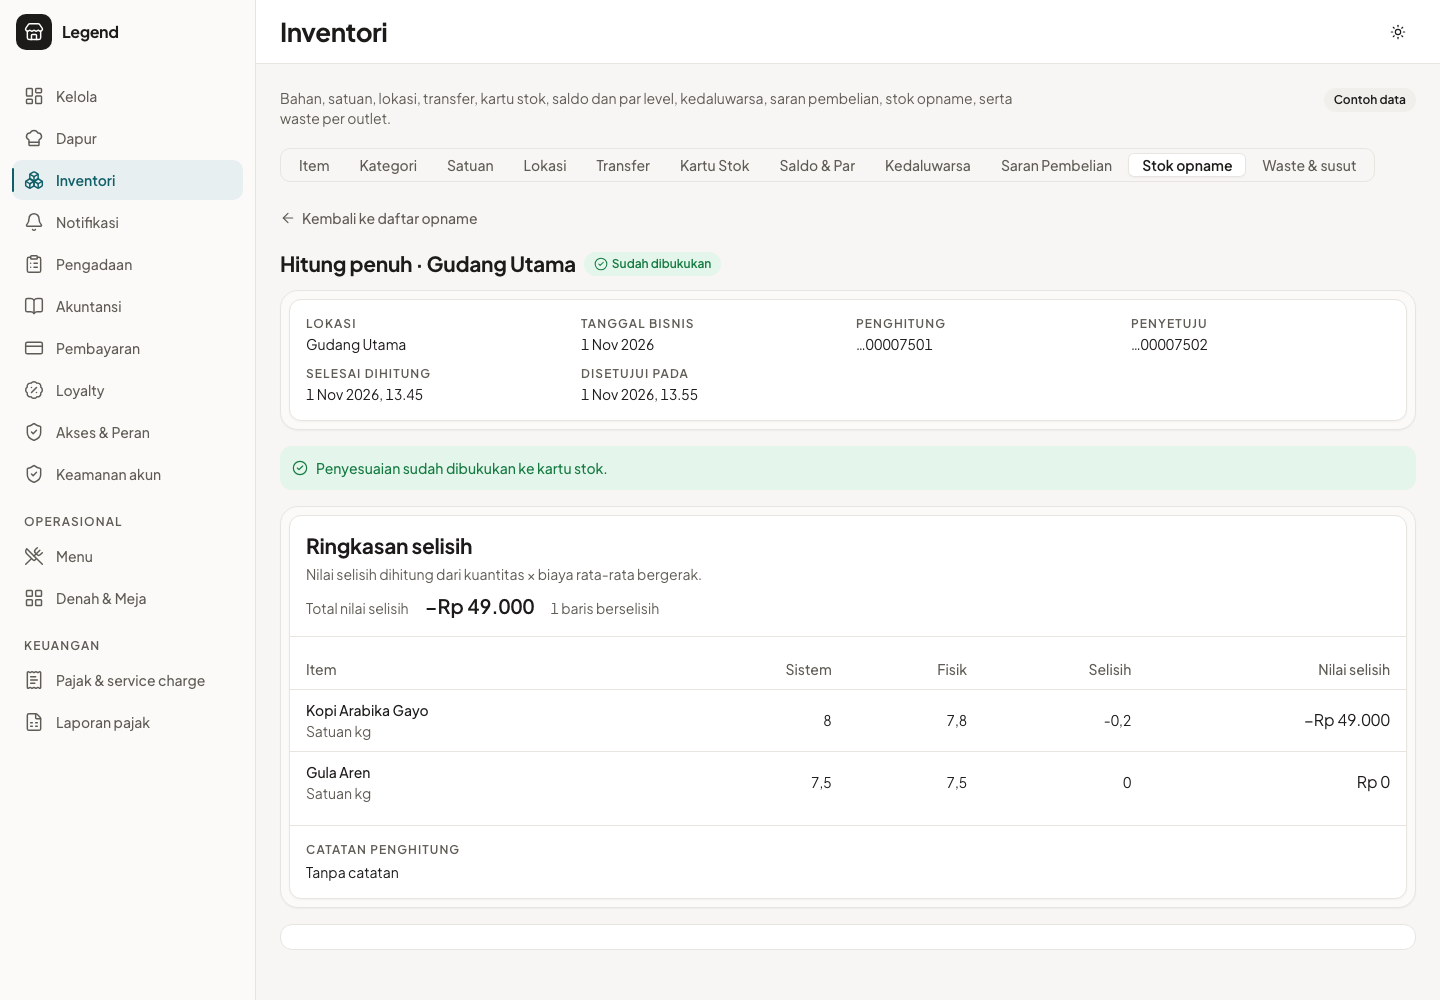 Legend
Inventori
Kelola
Dapur
Inventori
Notifikasi
Pengadaan
Akuntansi
Pembayaran
Loyalty
Akses & Peran
Keamanan akun
OPERASIONAL
Menu
Denah & Meja
KEUANGAN
Pajak & service charge
Laporan pajak
Bahan, satuan, lokasi, transfer, kartu stok, saldo dan par level, kedaluwarsa, saran pembelian, stok opname, serta
waste per outlet.
Contoh data
Item Kategori Satuan Lokasi Transfer Kartu Stok Saldo & Par Kedaluwarsa Saran Pembelian Stok opname Waste & susut
Kembali ke daftar opname
Hitung penuh · Gudang Utama Sudah dibukukan
LOKASI TANGGAL BISNIS PENGHITUNG PENYETUJU
Gudang Utama 1 Nov 2026 …00007501 …00007502
SELESAI DIHITUNG DISETUJUI PADA
1 Nov 2026, 13.45 1 Nov 2026, 13.55
Penyesuaian sudah dibukukan ke kartu stok.
Ringkasan selisih
Nilai selisih dihitung dari kuantitas × biaya rata-rata bergerak.
Total nilai selisih −Rp 49.000 1 baris berselisih
Item Sistem Fisik Selisih Nilai selisih
Kopi Arabika Gayo
Satuan kg
8 7,8 -0,2 −Rp 49.000
Gula Aren
Satuan kg
7,5 7,5 0 Rp 0
CATATAN PENGHITUNG
Tanpa catatan